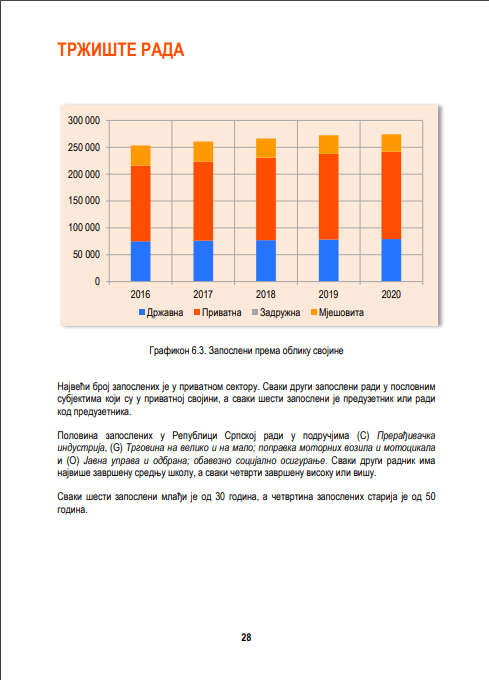 ТРЖИШТЕ РАДА
300 000
250 000
200 000
150 000
100 000
50 000
0
2016 2017 2018 2019 2020
Државна Приватна Задружна Мјешовита
Графикон 6.3. Запослени према облику својине
Највећи број запослених је у приватном сектору. Сваки други запослени ради у пословним
субјектима који су у приватној својини, а сваки шести запослени је предузетник или ради
код предузетника.
Половина запослених у Републици Српској ради у подручјима (C) Прерађивачка
индустрија, (G) Трговина на велико и на мало; поправка моторних возила и мотоцикала
и (O) Јавна управа и одбрана; обавезно социјално осигурање. Сваки други радник има
највише завршену средњу школу, а сваки четврти завршену високу или вишу.
Сваки шести запослени млађи је од 30 година, а четвртина запослених старија је од 50
година.
28